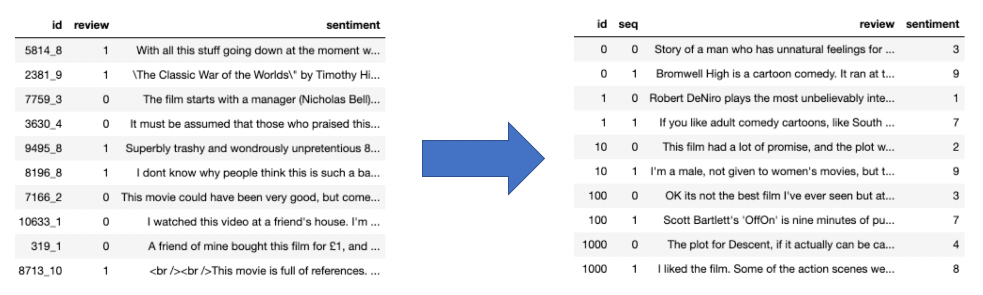 id review sentiment
5814_8 1 With all this stuff going down at the moment w...
2381_9 1 \The Classic War of the Worlds\" by Timothy Hi...
7759_3 0 The film starts with a manager (Nicholas Bell)...
3630_4 0 It must be assumed that those who praised this...
9495_8 1 Superbly trashy and wondrously unpretentious 8...
8196_8 1 I dont know why people think this is such a ba...
7166_2 0 This movie could have been very good, but come...
10633_1 0 I watched this video at a friend's house. I'm ...
319_1 0 A friend of mine bought this film for £1, and ...
8713_10 1 <br /><br />This movie is full of references. ...
id seq review sentiment
0 0 Story of a man who has unnatural feelings for ... 3
0 1 Bromwell High is a cartoon comedy. It ran at t... 9
1 0 Robert DeNiro plays the most unbelievably inte... 1
1 1 If you like adult comedy cartoons, like South ... 7
10 0 This film had a lot of promise, and the plot w... 2
10 1 I'm a male, not given to women's movies, but t... 9
100 0 OK its not the best film I've ever seen but at... 3
100 1 Scott Bartlett's 'OffOn' is nine minutes of pu... 7
1000 0 The plot for Descent, if it actually can be ca... 4
1000 1 I liked the film. Some of the action scenes we... 8